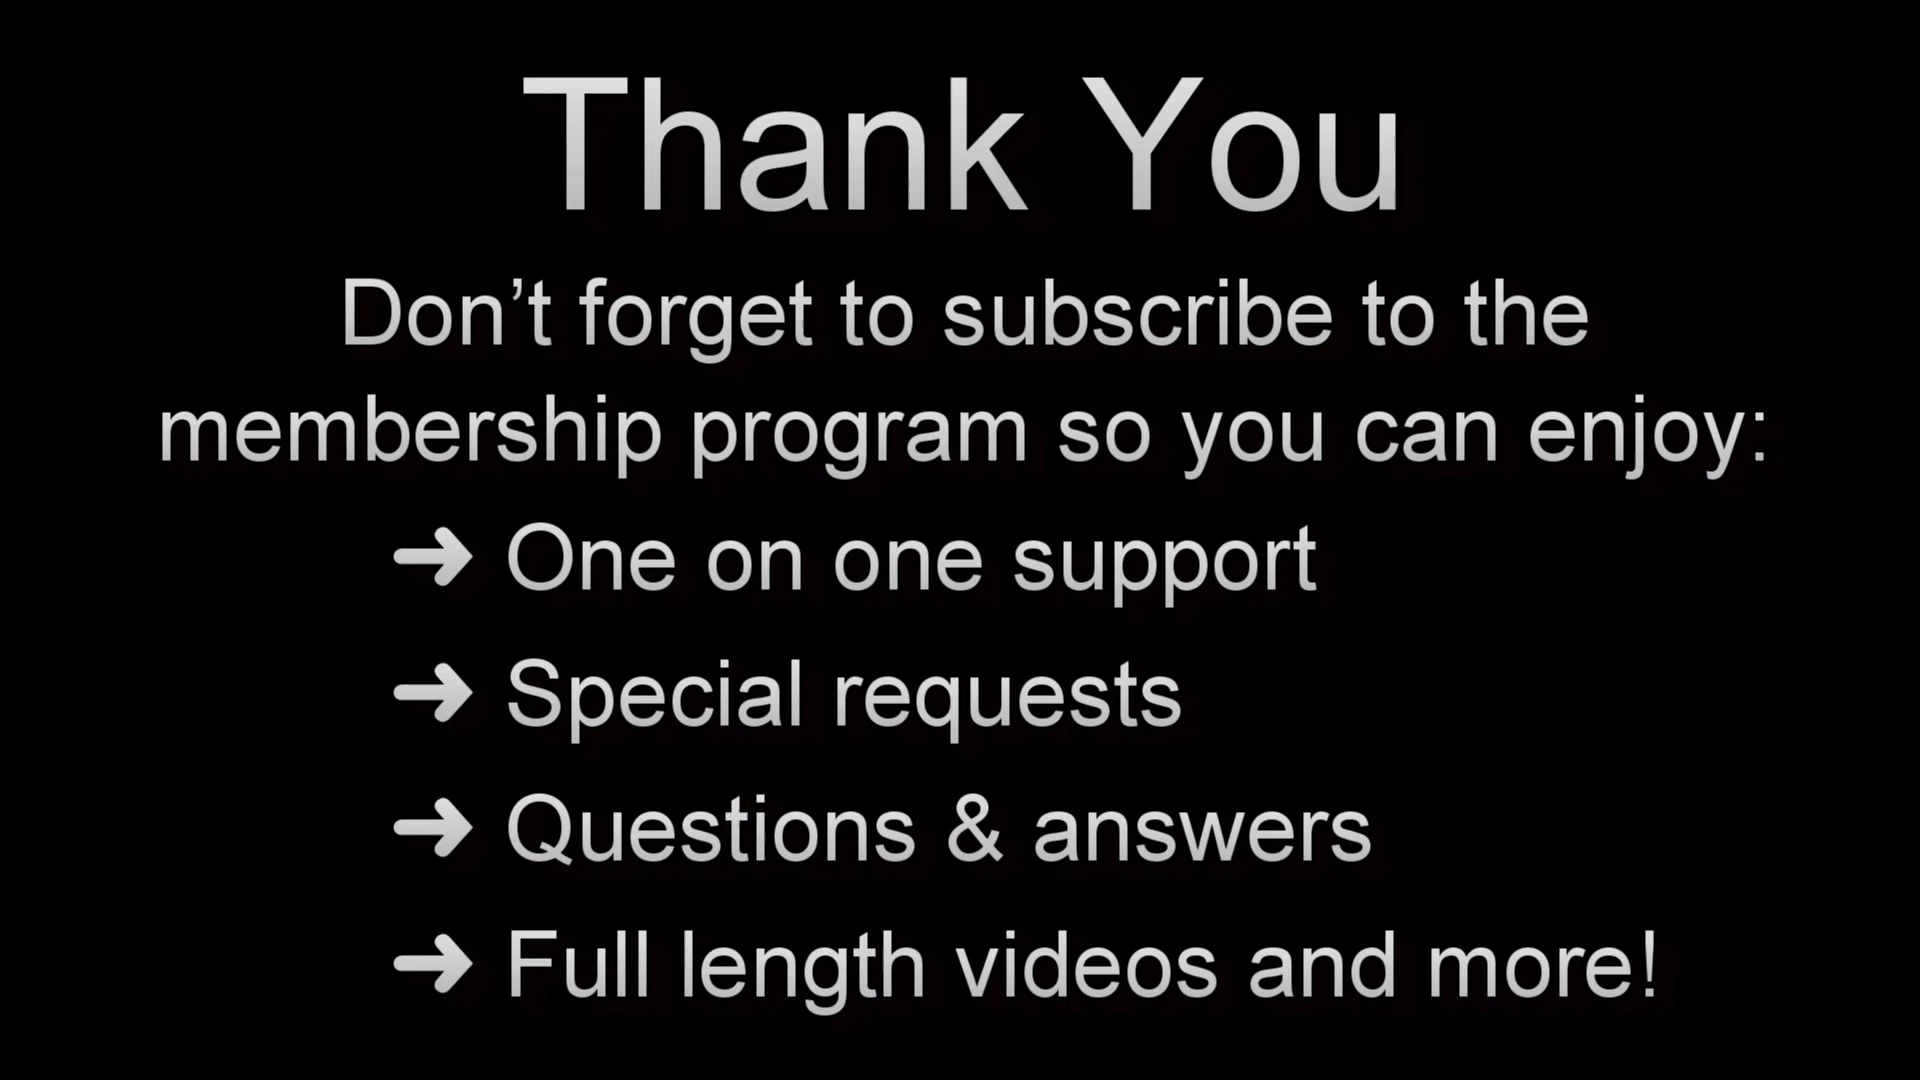 Thank You
Don’t forget to subscribe to the
membership program so you can enjoy:
➜ One on one support
➜ Special requests
➜ Questions & answers
➜ Full length videos and more!